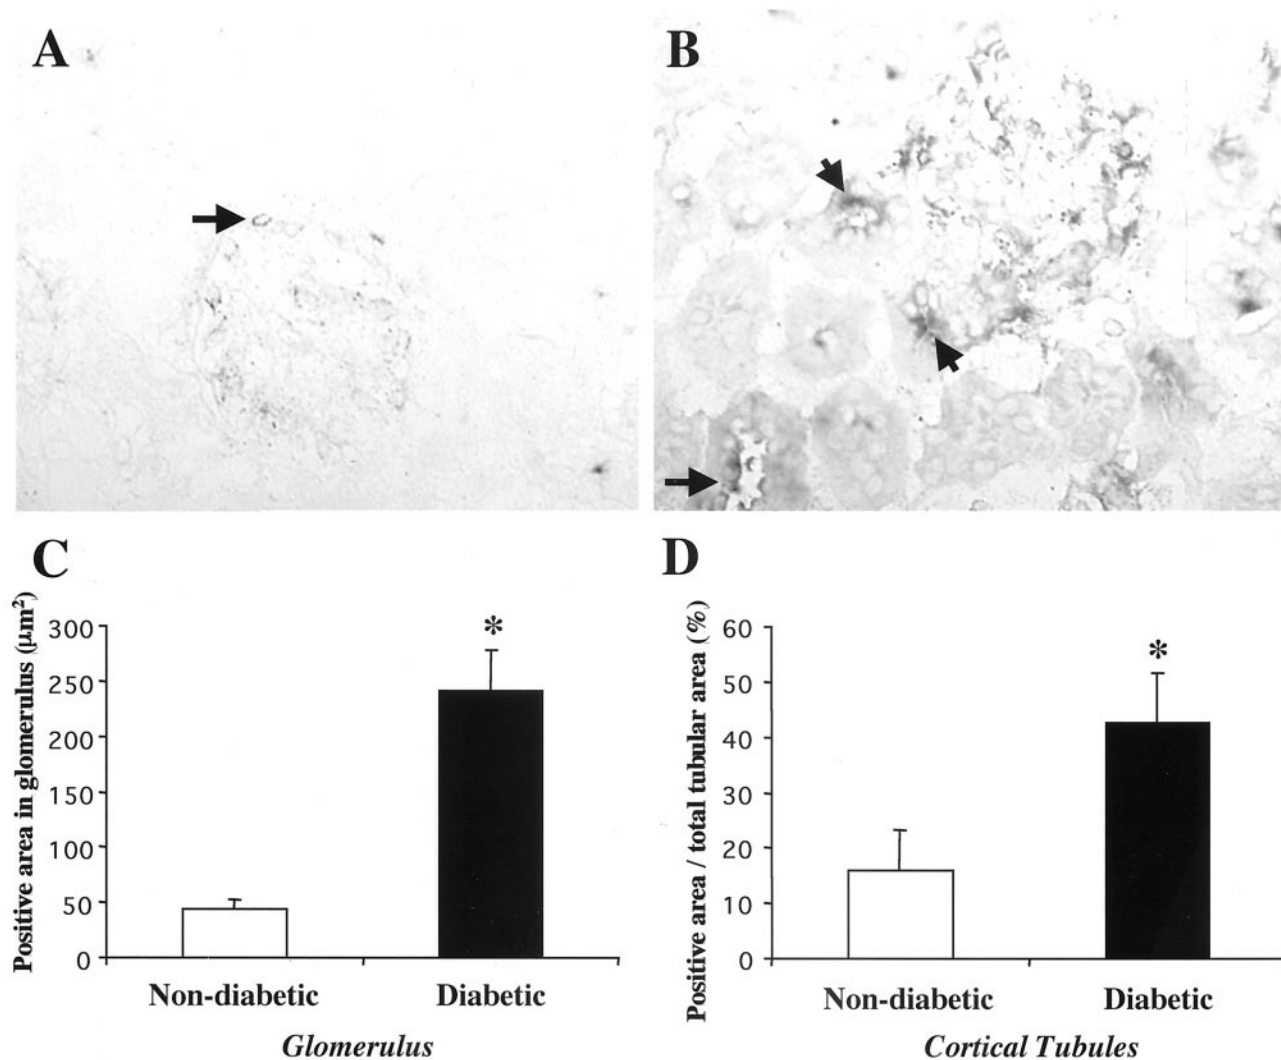 A
B
C
Positive area in glomerulus (μm²)
300
250
200
150
100
50
0
*
Non-diabetic
Diabetic
Glomerulus
D
Positive area / total tubular area (%)
60
50
40
30
20
10
0
*
Non-diabetic
Diabetic
Cortical Tubules